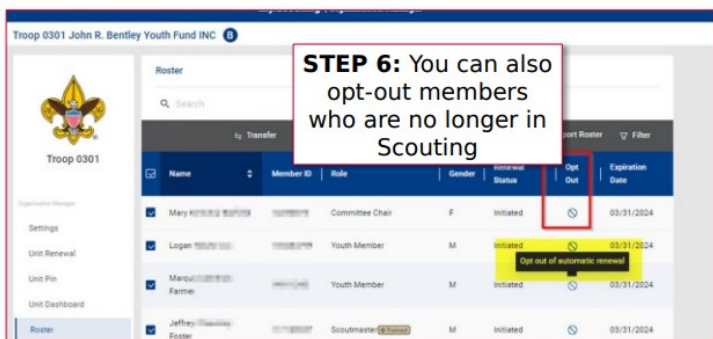 Troop 0301 John R. Bentley Youth Fund INC B
STEP 6: You can also
opt-out members
who are no longer in
Scouting
Roster
Search
Transfer
port Roster
Filter
Troop 0301
Name
Member ID
Role
Gender
Renewal
Status
Opt
Out
Expiration
Date
Organization Manager
Settings
Unit Renewal
Unit Pin
Unit Dashboard
Roster
Mary
Committee Chair
F
Initiated
03/31/2024
Logan
Youth Member
M
Initiated
03/31/2024
Opt out of automatic renewal
Farmer
Youth Member
M
Initiated
03/31/2024
Jeffrey
Foster
Scoutmaster Trained
M
Initiated
03/31/2024